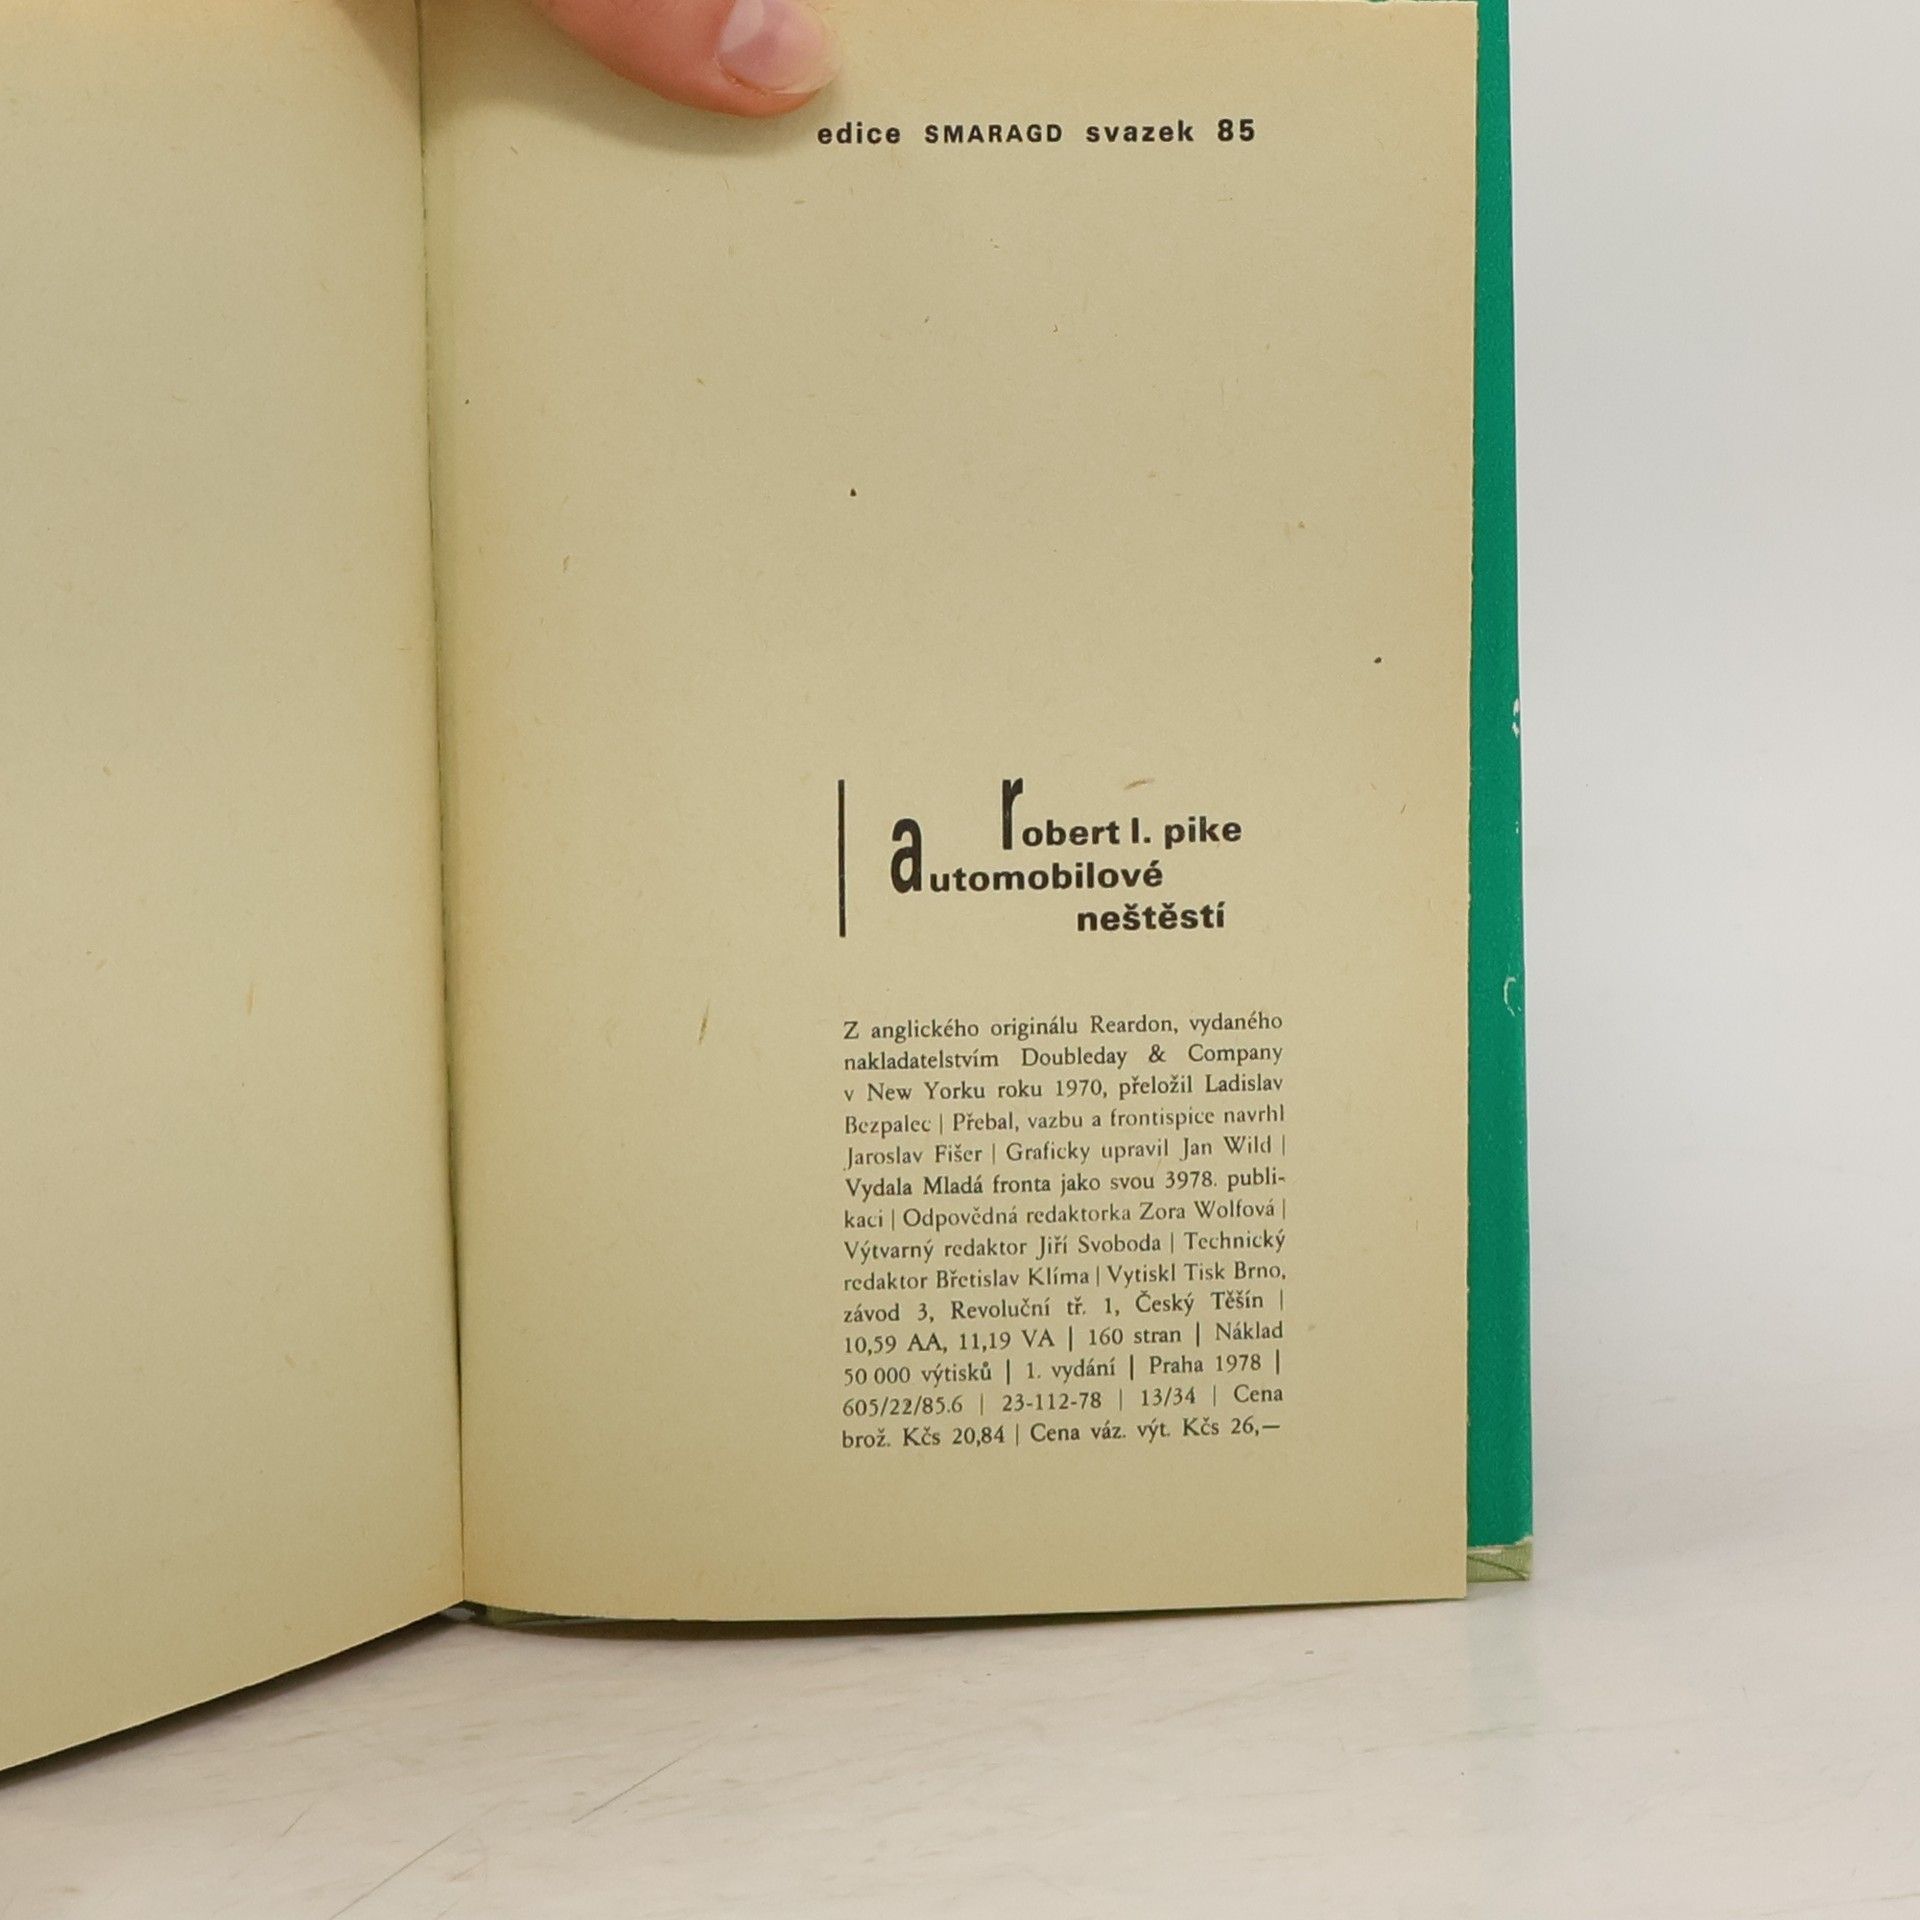 edice SMARAGD svazek 85
robert l. pike
automobilové
neštěstí
Z anglického originálu Reardon, vydaného
nakladatelstvím Doubleday & Company
v New Yorku roku 1970, přeložil Ladislav
Bezpalec | Přebal, vazbu a frontispice navrhl
Jaroslav Fišer | Graficky upravil Jan Wild |
Vydala Mladá fronta jako svou 3978. publi-
kaci | Odpovědná redaktorka Zora Wolfová |
Výtvarný redaktor Jiří Svoboda | Technický
redaktor Břetislav Klíma | Vytiskl Tisk Brno,
závod 3, Revoluční tř. 1, Český Těšín |
10,59 AA, 11,19 VA | 160 stran | Náklad
50 000 výtisků | 1. vydání | Praha 1978 |
605/22/85.6 | 23-112-78 | 13/34 | Cena
brož. Kčs 20,84 | Cena váz. výt. Kčs 26,—